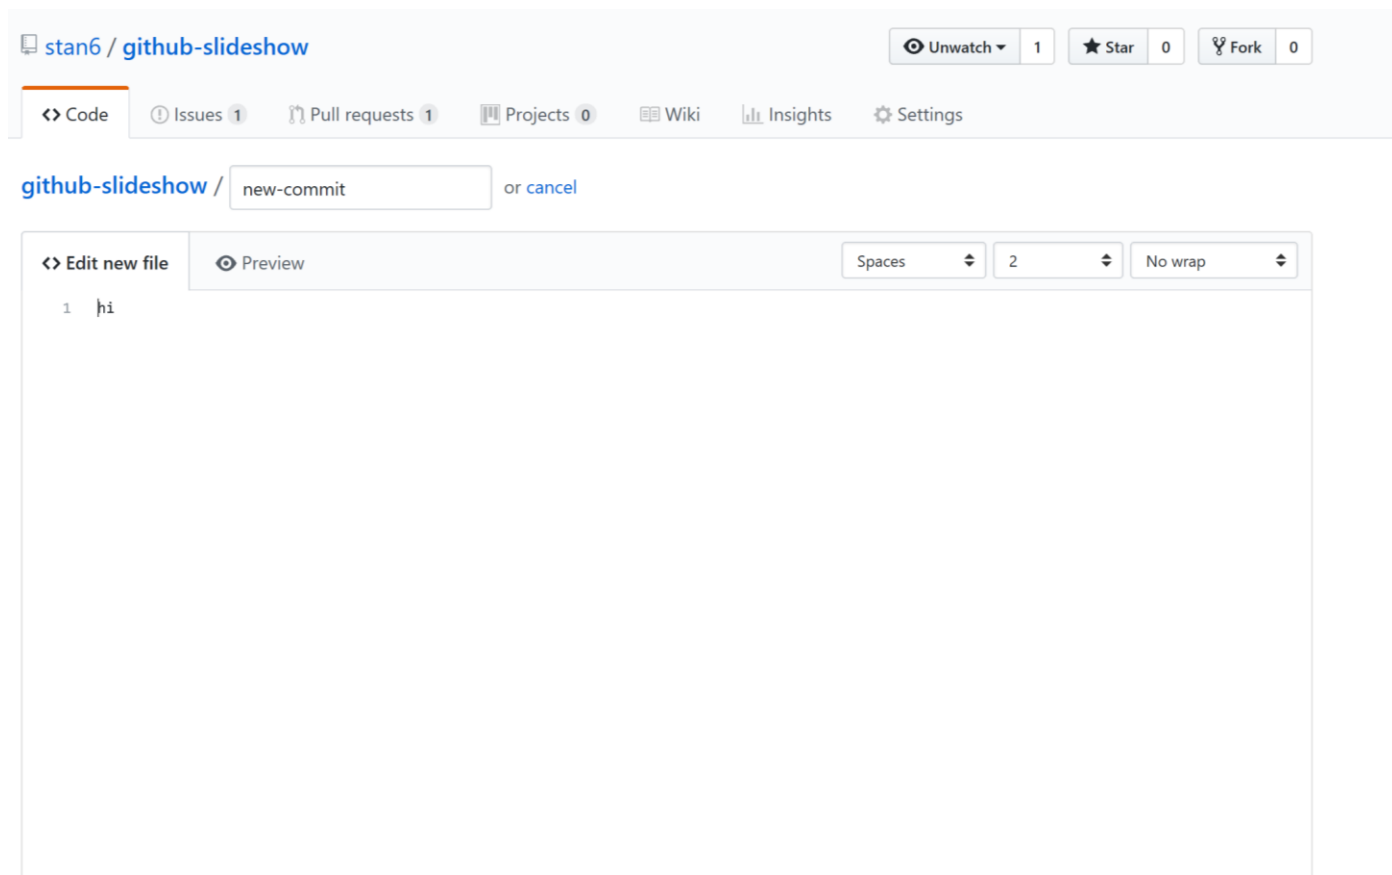 stan6 / github-slideshow Unwatch 1 Star 0 Fork 0
Code Issues 1 Pull requests 1 Projects 0 Wiki Insights Settings
github-slideshow / new-commit or cancel
Edit new file Preview Spaces 2 No wrap
1 hi